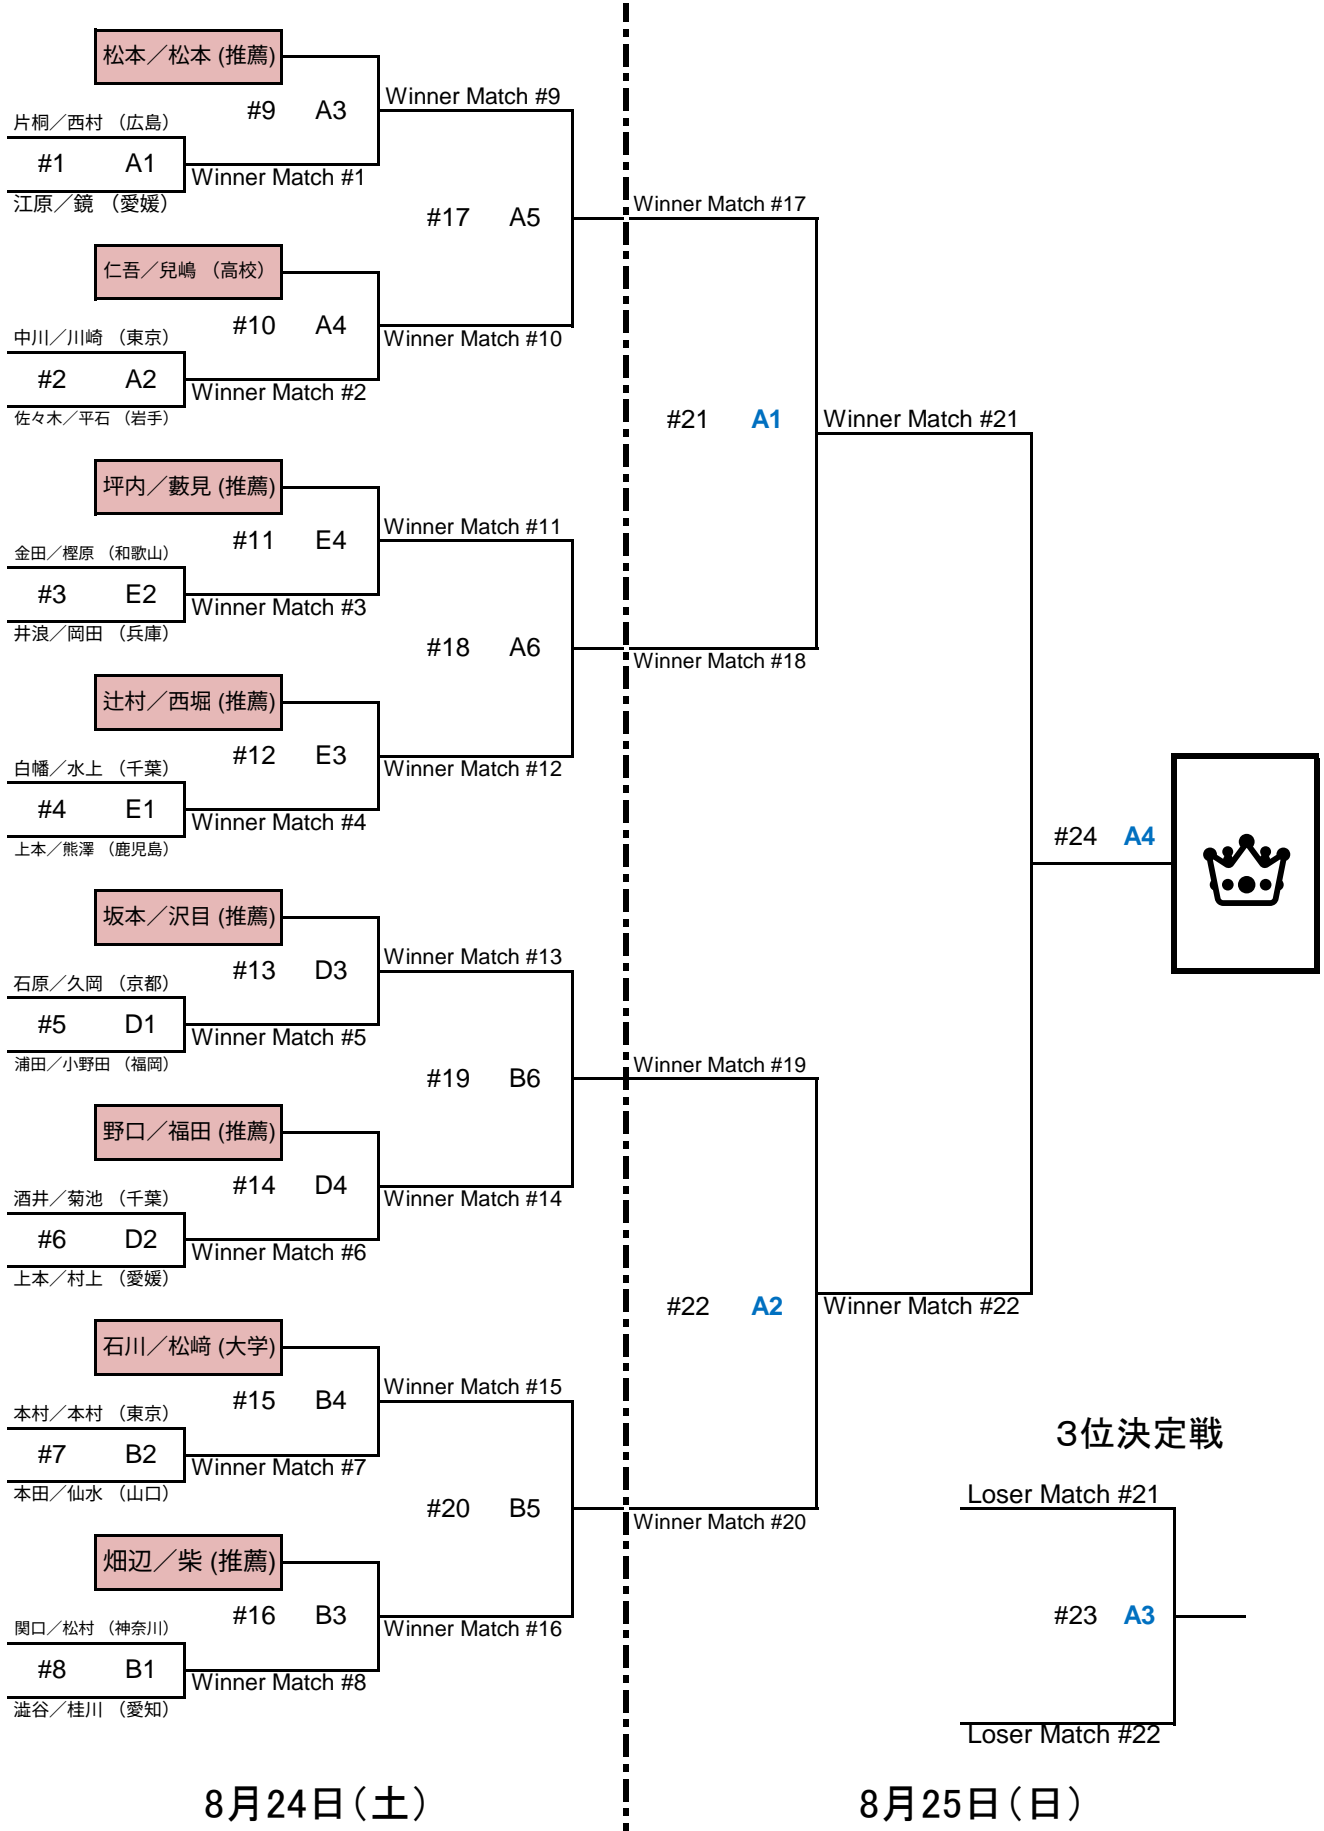 松本／松本 (推薦)
#9 A3
Winner Match #9
片桐／西村 （広島）
#1 A1
Winner Match #1
江原／鏡 （愛媛）
#17 A5
Winner Match #17
仁吾／兒嶋 （高校）
#10 A4
Winner Match #10
中川／川崎 （東京）
#2 A2
Winner Match #2
佐々木／平石 （岩手）
#21 A1
Winner Match #21
坪内／藪見 (推薦)
#11 E4
Winner Match #11
金田／樫原 （和歌山）
#3 E2
Winner Match #3
井浪／岡田 （兵庫）
#18 A6
Winner Match #18
辻村／西堀 (推薦)
#12 E3
Winner Match #12
白幡／水上 （千葉）
#4 E1
Winner Match #4
上本／熊澤 （鹿児島）
#24 A4
坂本／沢目 (推薦)
#13 D3
Winner Match #13
石原／久岡 （京都）
#5 D1
Winner Match #5
浦田／小野田 （福岡）
#19 B6
Winner Match #19
野口／福田 (推薦)
#14 D4
Winner Match #14
酒井／菊池 （千葉）
#6 D2
Winner Match #6
上本／村上 （愛媛）
#22 A2
Winner Match #22
石川／松﨑 (大学)
#15 B4
Winner Match #15
本村／本村 （東京）
#7 B2
Winner Match #7
本田／仙水 （山口）
#20 B5
Winner Match #20
畑辺／柴 (推薦)
#16 B3
Winner Match #16
関口／松村 （神奈川）
#8 B1
Winner Match #8
澁谷／桂川 （愛知）
３位決定戦
Loser Match #21
#23 A3
Loser Match #22
8月24日（土）
8月25日（日）